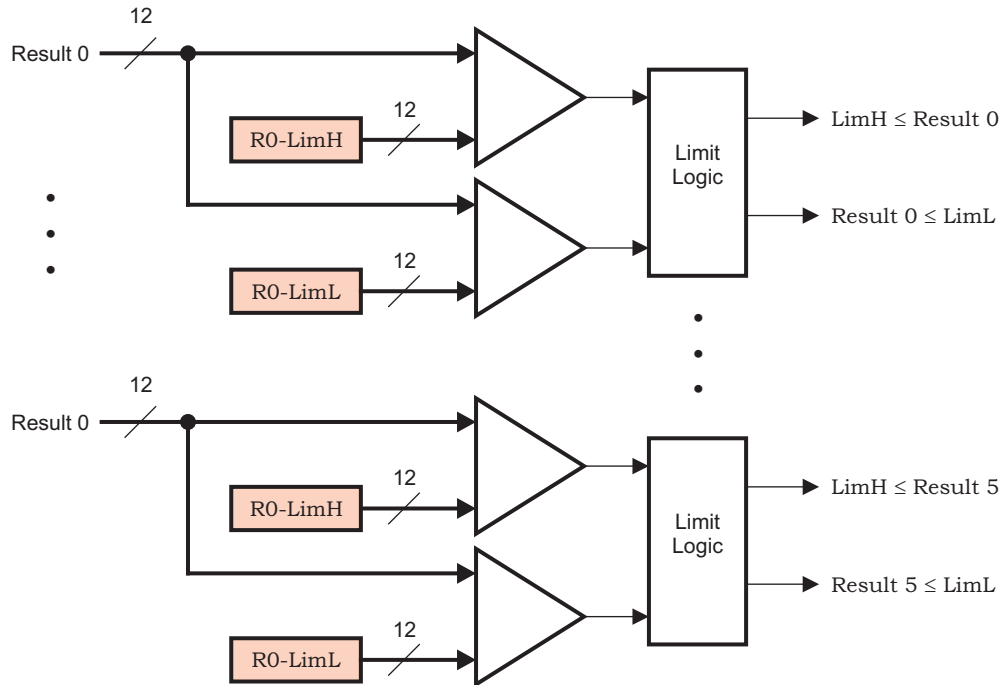 12
Result 0
12
R0-LimH
LimH ≤ Result 0
Limit
Logic
Result 0 ≤ LimL
12
R0-LimL
12
Result 0
12
R0-LimH
LimH ≤ Result 5
Limit
Logic
Result 5 ≤ LimL
12
R0-LimL